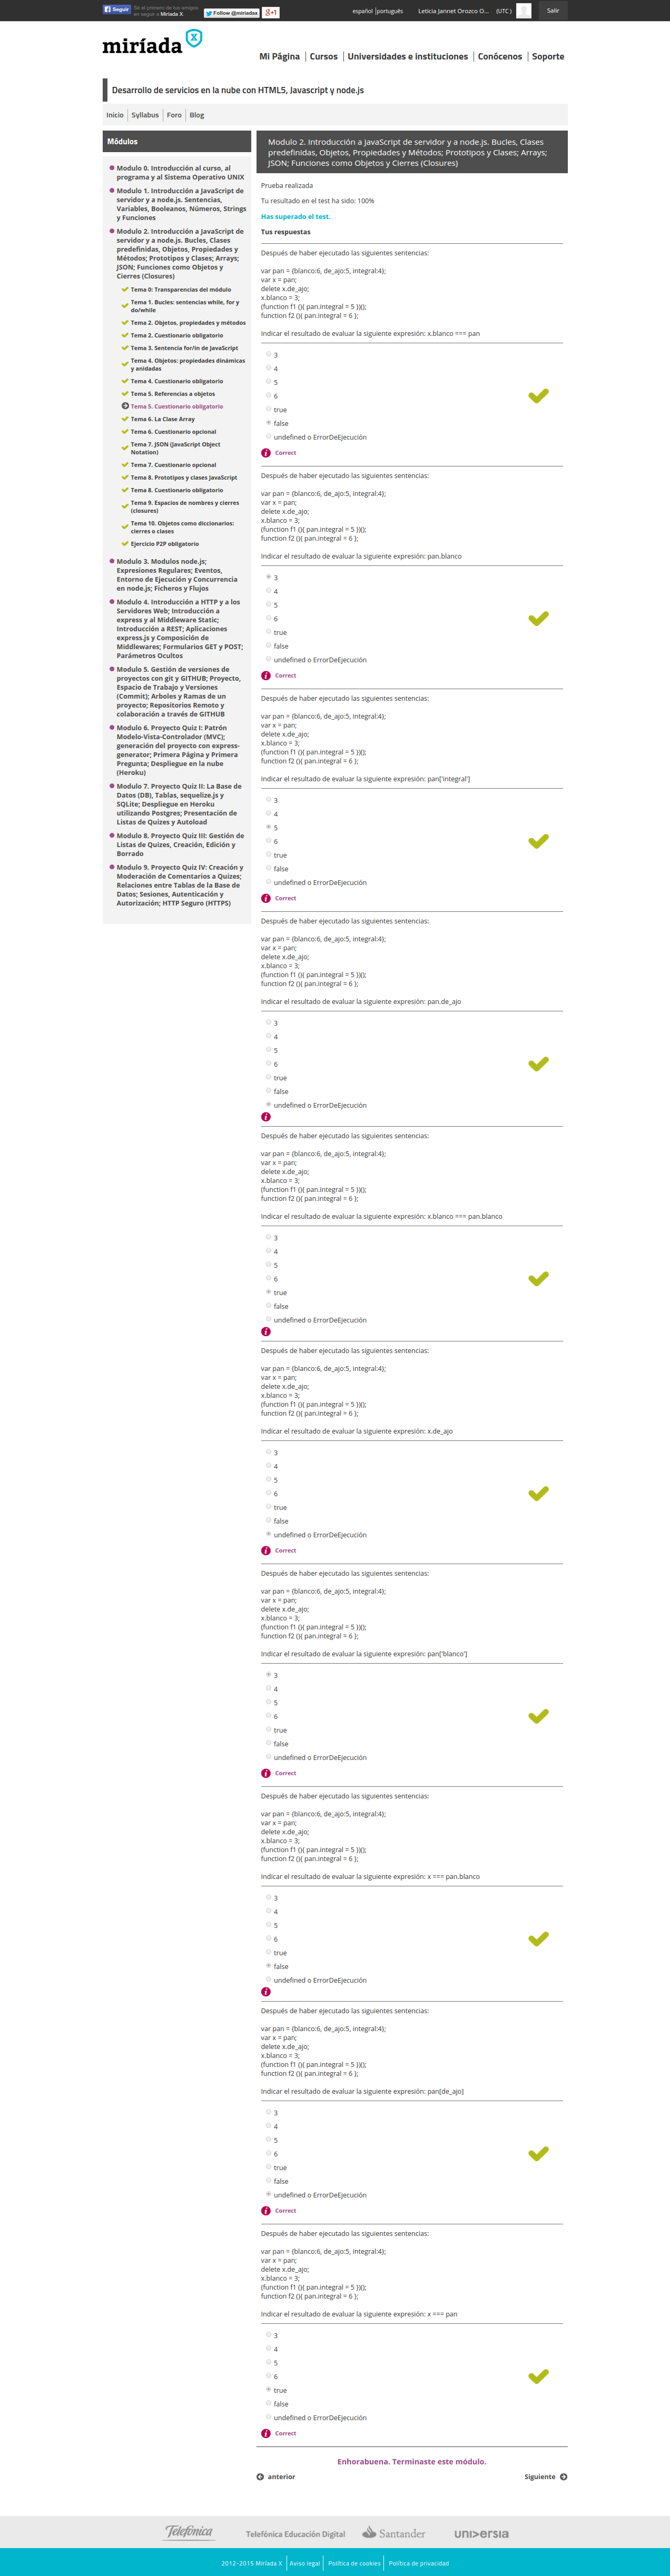 Seguir
Sé el primero de tus amigos en seguir a Miriada X.
Follow @miriadax
g+1
español
português
Leticia Jannet Orozco O...
(UTC )
Salir
miríada
Mi Página
Cursos
Universidades e instituciones
Conócenos
Soporte
Desarrollo de servicios en la nube con HTML5, Javascript y node.js
Inicio
Syllabus
Foro
Blog
Módulos
Modulo 0. Introducción al curso, al
programa y al Sistema Operativo UNIX
Modulo 1. Introducción a JavaScript de
servidor y a node.js. Sentencias,
Variables, Booleanos, Números, Strings
y Funciones
Modulo 2. Introducción a JavaScript de
servidor y a node.js. Bucles, Clases
predefinidas, Objetos, Propiedades y
Métodos; Prototipos y Clases; Arrays;
JSON; Funciones como Objetos y
Cierres (Closures)
Tema 0: Transparencias del módulo
Tema 1. Bucles: sentencias while, for y
do/while
Tema 2. Objetos, propiedades y métodos
Tema 2. Cuestionario obligatorio
Tema 3. Sentencia for/in de JavaScript
Tema 4. Objetos: propiedades dinámicas
y anidadas
Tema 4. Cuestionario obligatorio
Tema 5. Referencias a objetos
Tema 5. Cuestionario obligatorio
Tema 6. La Clase Array
Tema 6. Cuestionario opcional
Tema 7. JSON (JavaScript Object
Notation)
Tema 7. Cuestionario opcional
Tema 8. Prototipos y clases JavaScript
Tema 8. Cuestionario obligatorio
Tema 9. Espacios de nombres y cierres
(closures)
Tema 10. Objetos como diccionarios:
cierres o clases
Ejercicio P2P obligatorio
Modulo 3. Modulos node.js;
Expresiones Regulares; Eventos,
Entorno de Ejecución y Concurrencia
en node.js; Ficheros y Flujos
Modulo 4. Introducción a HTTP y a los
Servidores Web; Introducción a
express y al Middleware Static;
Introducción a REST; Aplicaciones
express.js y Composición de
Middlewares; Formularios GET y POST;
Parámetros Ocultos
Modulo 5. Gestión de versiones de
proyectos con git y GITHUB; Proyecto,
Espacio de Trabajo y Versiones
(Commit); Arboles y Ramas de un
proyecto; Repositorios Remoto y
colaboración a través de GITHUB
Modulo 6. Proyecto Quiz I: Patrón
Modelo-Vista-Controlador (MVC);
generación del proyecto con express-
generator; Primera Página y Primera
Pregunta; Despliegue en la nube
(Heroku)
Modulo 7. Proyecto Quiz II: La Base de
Datos (DB), Tablas, sequelize.js y
SQLite; Despliegue en Heroku
utilizando Postgres; Presentación de
Listas de Quizes y Autoload
Modulo 8. Proyecto Quiz III: Gestión de
Listas de Quizes, Creación, Edición y
Borrado
Modulo 9. Proyecto Quiz IV: Creación y
Moderación de Comentarios a Quizes;
Relaciones entre Tablas de la Base de
Datos; Sesiones, Autenticación y
Autorización; HTTP Seguro (HTTPS)
Modulo 2. Introducción a JavaScript de servidor y a node.js. Bucles, Clases
predefinidas, Objetos, Propiedades y Métodos; Prototipos y Clases; Arrays;
JSON; Funciones como Objetos y Cierres (Closures)
Prueba realizada
Tu resultado en el test ha sido: 100%
Has superado el test.
Tus respuestas
Después de haber ejecutado las siguientes sentencias:
var pan = {blanco:6, de_ajo:5, integral:4};
var x = pan;
delete x.de_ajo;
x.blanco = 3;
(function f1 (){ pan.integral = 5 })();
function f2 (){ pan.integral = 6 };
Indicar el resultado de evaluar la siguiente expresión: x.blanco === pan
3
4
5
6
true
false
undefined o ErrorDeEjecución
Correct
Después de haber ejecutado las siguientes sentencias:
var pan = {blanco:6, de_ajo:5, integral:4};
var x = pan;
delete x.de_ajo;
x.blanco = 3;
(function f1 (){ pan.integral = 5 })();
function f2 (){ pan.integral = 6 };
Indicar el resultado de evaluar la siguiente expresión: pan.blanco
3
4
5
6
true
false
undefined o ErrorDeEjecución
Correct
Después de haber ejecutado las siguientes sentencias:
var pan = {blanco:6, de_ajo:5, integral:4};
var x = pan;
delete x.de_ajo;
x.blanco = 3;
(function f1 (){ pan.integral = 5 })();
function f2 (){ pan.integral = 6 };
Indicar el resultado de evaluar la siguiente expresión: pan['integral']
3
4
5
6
true
false
undefined o ErrorDeEjecución
Correct
Después de haber ejecutado las siguientes sentencias:
var pan = {blanco:6, de_ajo:5, integral:4};
var x = pan;
delete x.de_ajo;
x.blanco = 3;
(function f1 (){ pan.integral = 5 })();
function f2 (){ pan.integral = 6 };
Indicar el resultado de evaluar la siguiente expresión: pan.de_ajo
3
4
5
6
true
false
undefined o ErrorDeEjecución
Después de haber ejecutado las siguientes sentencias:
var pan = {blanco:6, de_ajo:5, integral:4};
var x = pan;
delete x.de_ajo;
x.blanco = 3;
(function f1 (){ pan.integral = 5 })();
function f2 (){ pan.integral = 6 };
Indicar el resultado de evaluar la siguiente expresión: x.blanco === pan.blanco
3
4
5
6
true
false
undefined o ErrorDeEjecución
Después de haber ejecutado las siguientes sentencias:
var pan = {blanco:6, de_ajo:5, integral:4};
var x = pan;
delete x.de_ajo;
x.blanco = 3;
(function f1 (){ pan.integral = 5 })();
function f2 (){ pan.integral = 6 };
Indicar el resultado de evaluar la siguiente expresión: x.de_ajo
3
4
5
6
true
false
undefined o ErrorDeEjecución
Correct
Después de haber ejecutado las siguientes sentencias:
var pan = {blanco:6, de_ajo:5, integral:4};
var x = pan;
delete x.de_ajo;
x.blanco = 3;
(function f1 (){ pan.integral = 5 })();
function f2 (){ pan.integral = 6 };
Indicar el resultado de evaluar la siguiente expresión: pan['blanco']
3
4
5
6
true
false
undefined o ErrorDeEjecución
Correct
Después de haber ejecutado las siguientes sentencias:
var pan = {blanco:6, de_ajo:5, integral:4};
var x = pan;
delete x.de_ajo;
x.blanco = 3;
(function f1 (){ pan.integral = 5 })();
function f2 (){ pan.integral = 6 };
Indicar el resultado de evaluar la siguiente expresión: x === pan.blanco
3
4
5
6
true
false
undefined o ErrorDeEjecución
Después de haber ejecutado las siguientes sentencias:
var pan = {blanco:6, de_ajo:5, integral:4};
var x = pan;
delete x.de_ajo;
x.blanco = 3;
(function f1 (){ pan.integral = 5 })();
function f2 (){ pan.integral = 6 };
Indicar el resultado de evaluar la siguiente expresión: pan[de_ajo]
3
4
5
6
true
false
undefined o ErrorDeEjecución
Correct
Después de haber ejecutado las siguientes sentencias:
var pan = {blanco:6, de_ajo:5, integral:4};
var x = pan;
delete x.de_ajo;
x.blanco = 3;
(function f1 (){ pan.integral = 5 })();
function f2 (){ pan.integral = 6 };
Indicar el resultado de evaluar la siguiente expresión: x === pan
3
4
5
6
true
false
undefined o ErrorDeEjecución
Correct
Enhorabuena. Terminaste este módulo.
anterior
Siguiente
Telefónica
Telefónica Educación Digital
Santander
universia
2012-2015 Miríada X
Aviso legal
Política de cookies
Política de privacidad